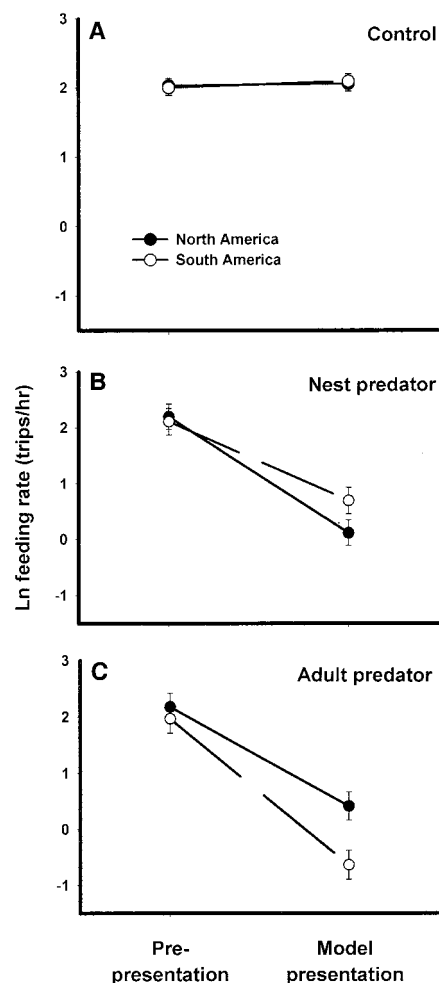 A
Control
3
2
1
0
-1
North America
South America
B
Nest predator
3
2
1
0
-1
Ln feeding rate (trips/hr)
C
Adult predator
3
2
1
0
-1
Pre-
presentation
Model
presentation